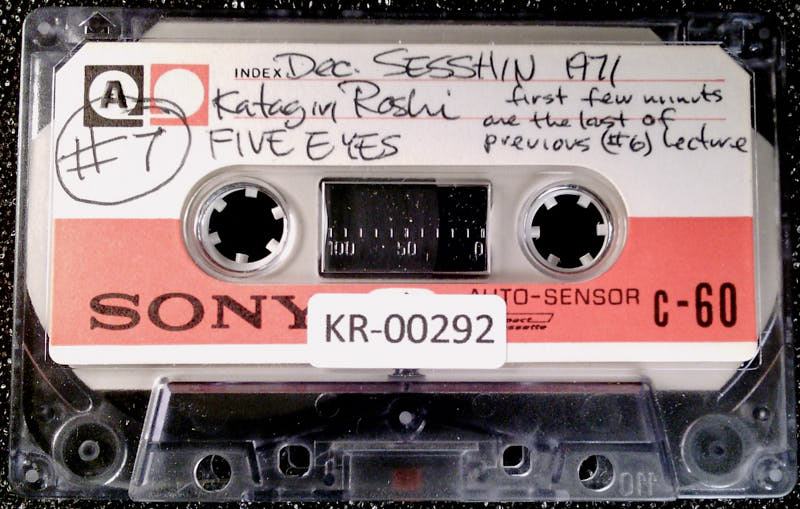 A INDEX Dec. SESSHIN 1971
Katagiri Roshi
FIVE EYES
#7
first few minuts
are the last of
previous (#6) lecture
100 50 0
SONY
AUTO-SENSOR
C-60
KR-00292